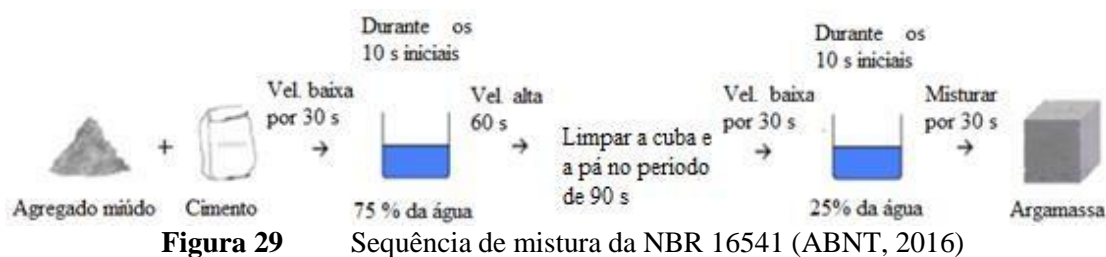 Durante os
10 s iniciais
Vel. baixa
por 30 s
→
Vel. alta
60 s
→
Limpar a cuba e
a pá no periodo
de 90 s
Vel. baixa
por 30 s
→
Durante os
10 s iniciais
Misturar
por 30 s
→
+
Agregado miúdo
Cimento
75 % da água
25% da água
Argamassa
Figura 29 Sequência de mistura da NBR 16541 (ABNT, 2016)